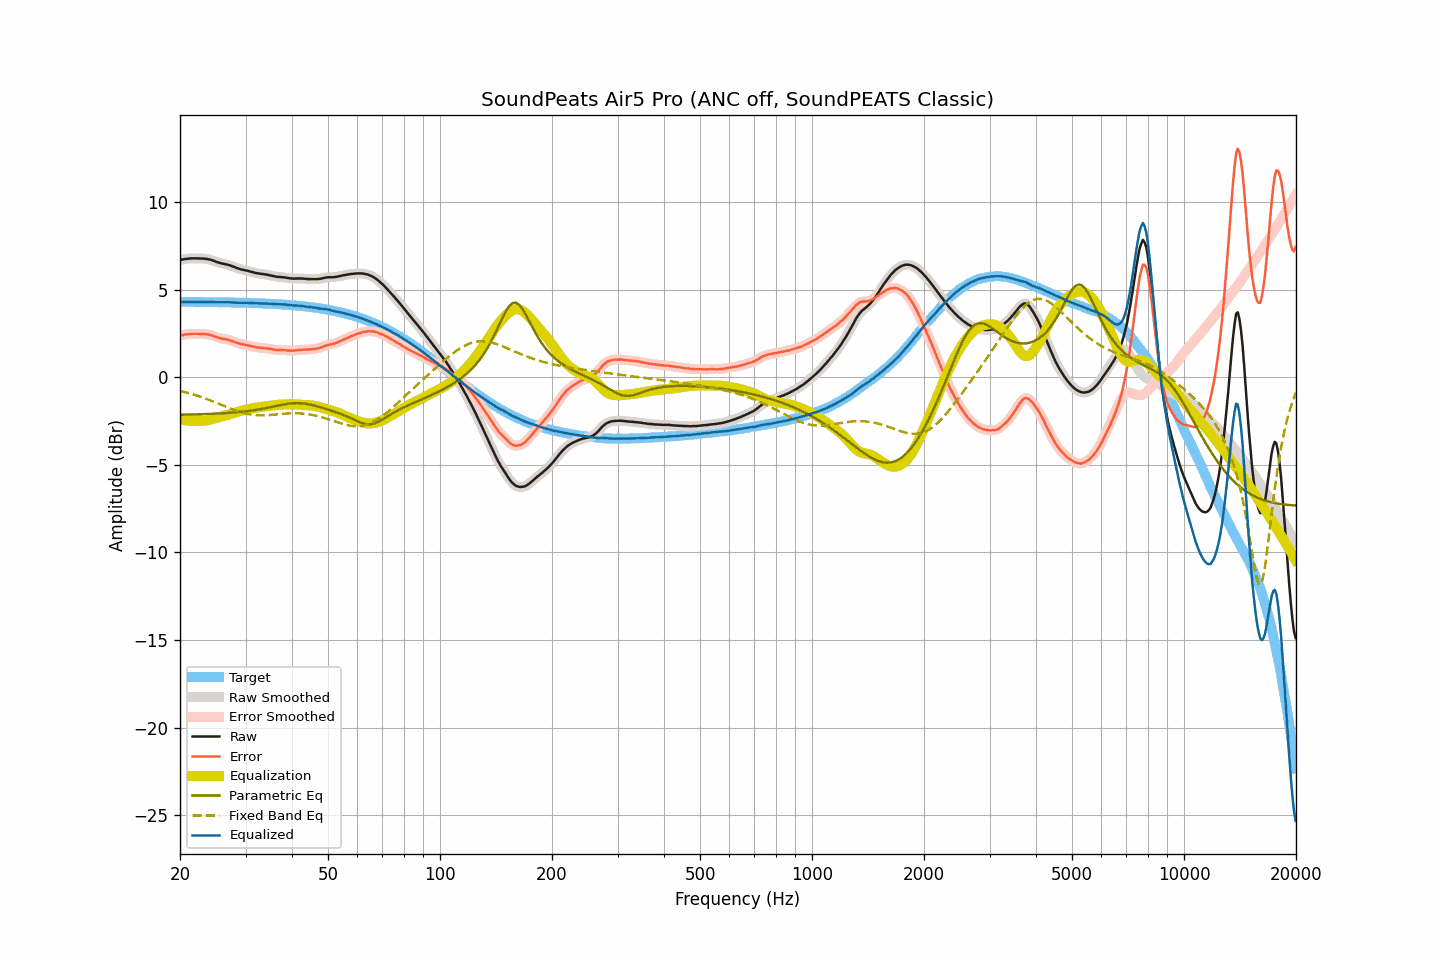 SoundPeats Air5 Pro (ANC off, SoundPEATS Classic)
Amplitude (dBr)
10
5
0
−5
−10
−15
−20
−25
Target
Raw Smoothed
Error Smoothed
Raw
Error
Equalization
Parametric Eq
Fixed Band Eq
Equalized
20 50 100 200 500 1000 2000 5000 10000 20000
Frequency (Hz)